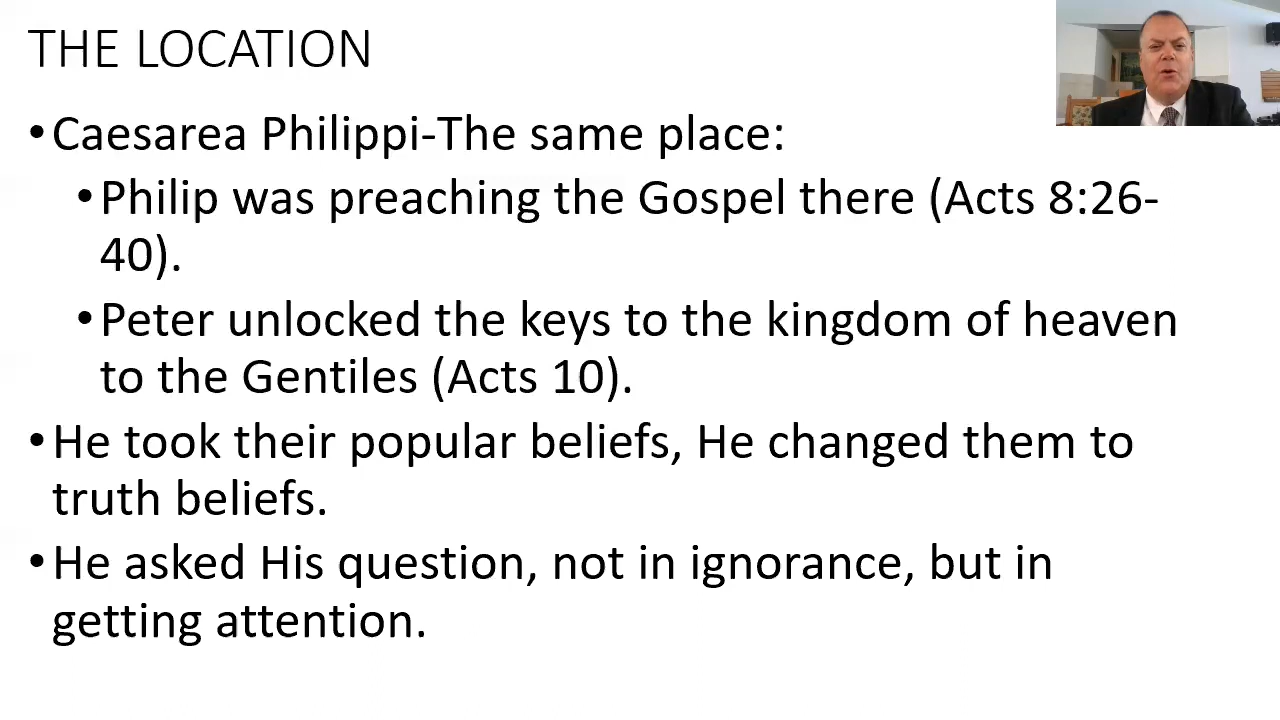 THE LOCATION
•Caesarea Philippi-The same place:
•Philip was preaching the Gospel there (Acts 8:26-
40).
•Peter unlocked the keys to the kingdom of heaven
to the Gentiles (Acts 10).
•He took their popular beliefs, He changed them to
truth beliefs.
•He asked His question, not in ignorance, but in
getting attention.